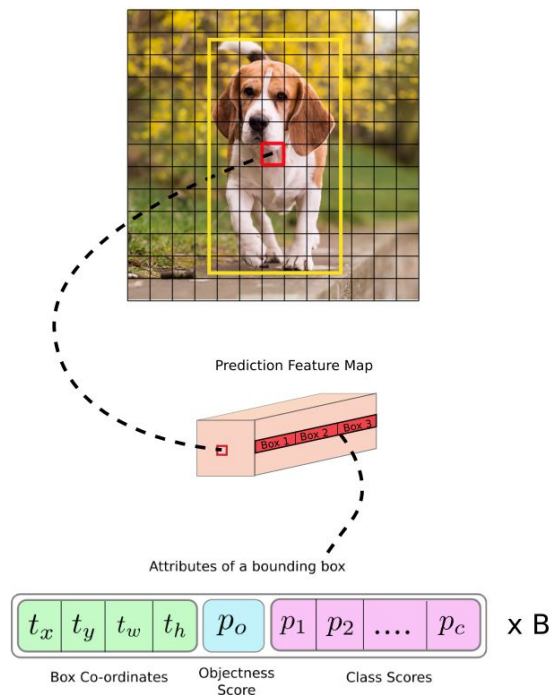 Prediction Feature Map
Box 1 Box 2 Box 3
Attributes of a bounding box
t_x t_y t_w t_h p_o p_1 p_2 .... p_c x B
Box Co-ordinates
Objectness
Score
Class Scores